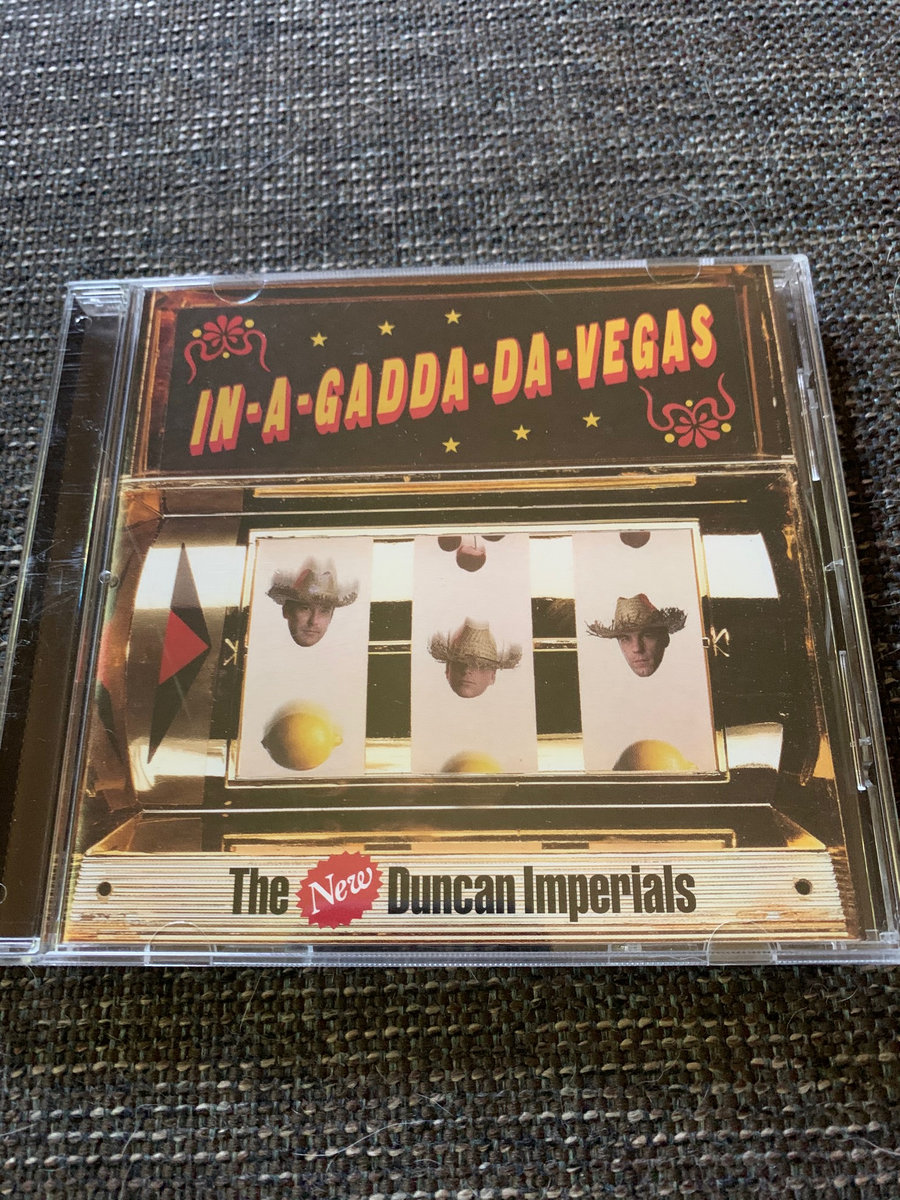 IN-A-GADDA-DA-VEGAS
The New Duncan Imperials